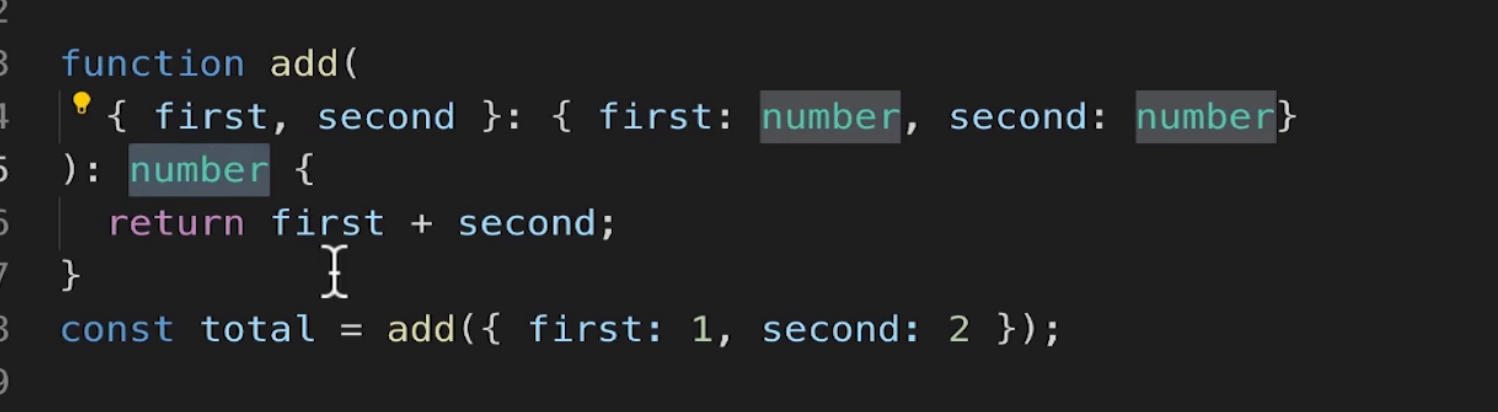 2
3 function add(
4 { first, second }: { first: number, second: number}
5 ): number {
6 return first + second;
7 }
8 const total = add({ first: 1, second: 2 });
9